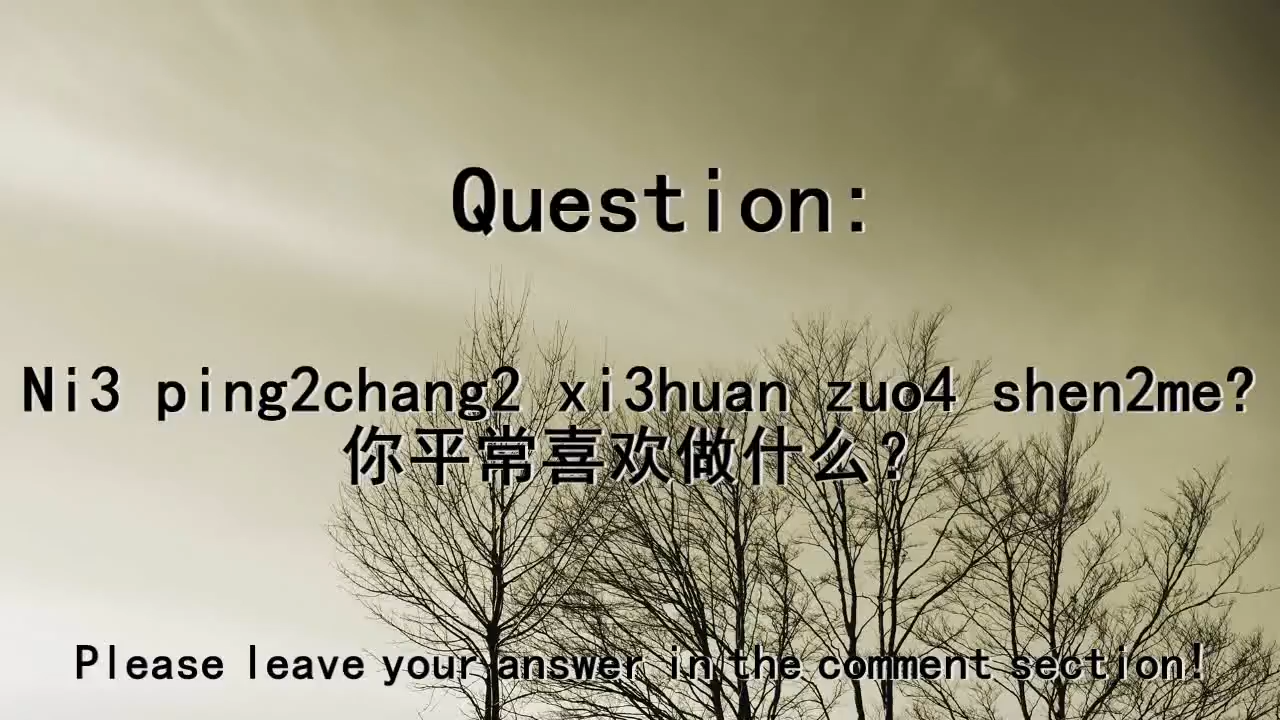 Question:
Ni3 ping2chang2 xi3huan zuo4 shen2me?
你平常喜欢做什么？
Please leave your answer in the comment section!